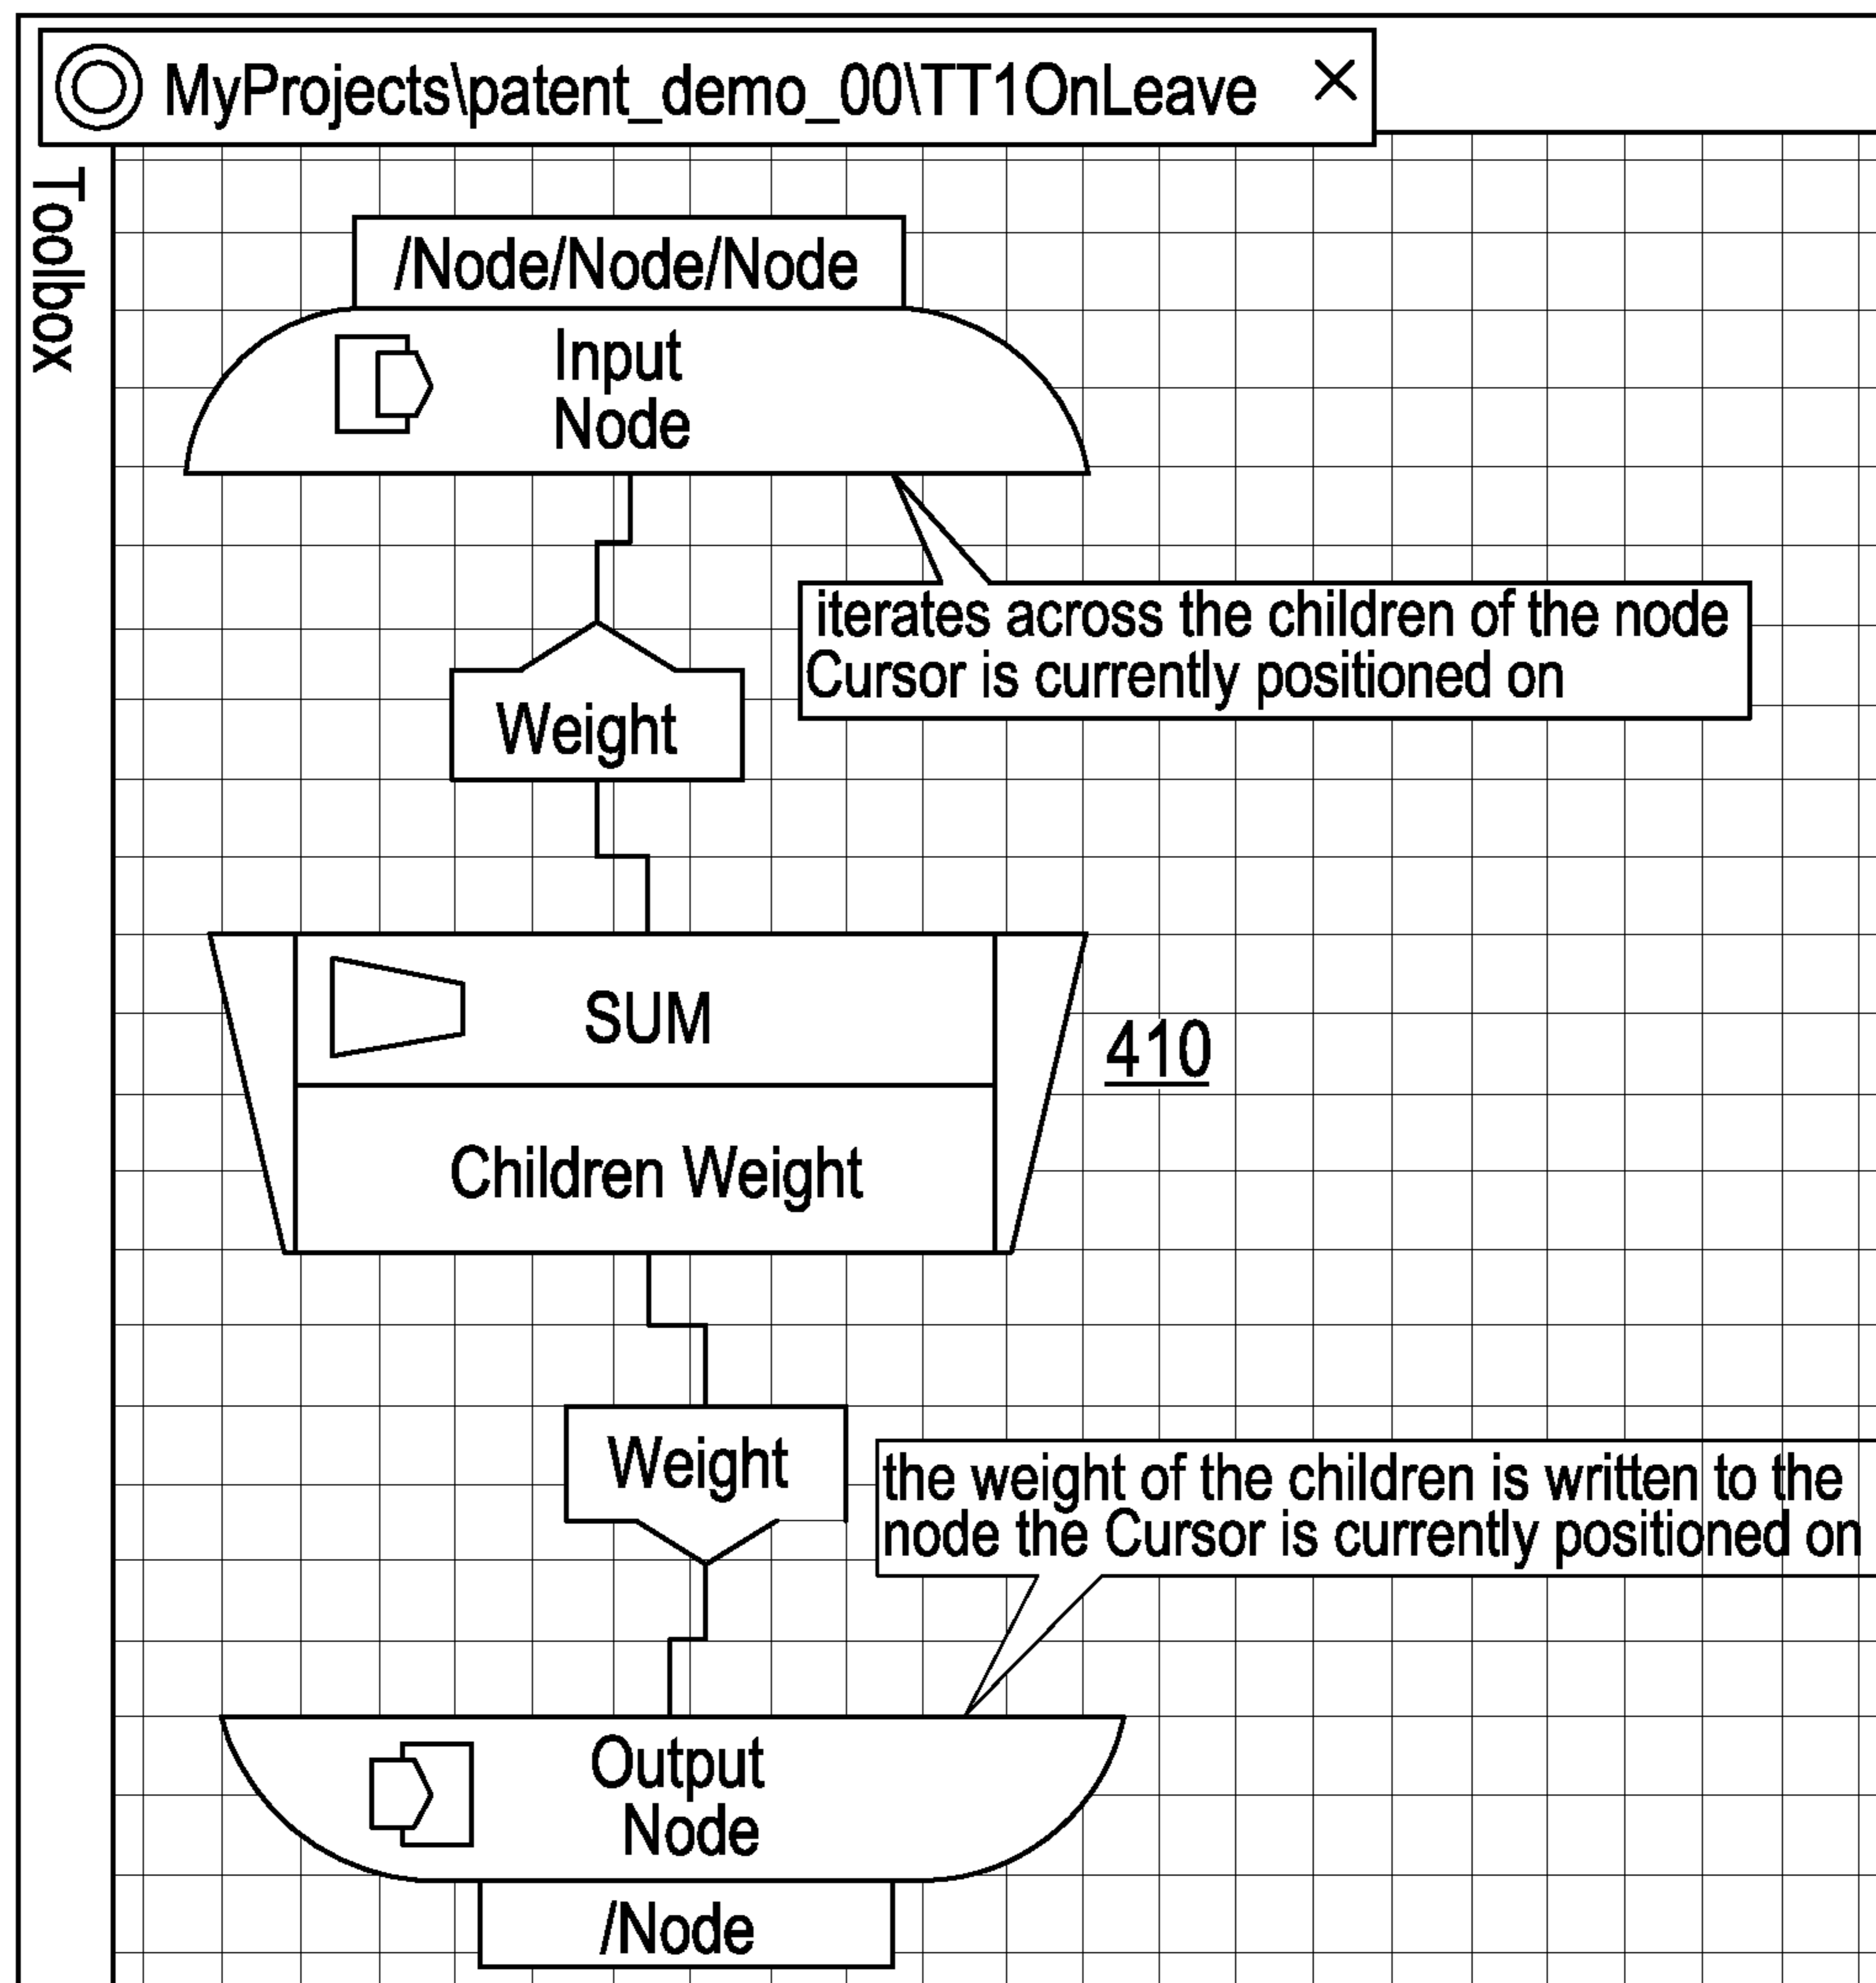 MyProjects\patent_demo_00\TT1OnLeave
Toolbox
/Node/Node/Node
Input
Node
iterates across the children of the node
Cursor is currently positioned on
Weight
SUM
410
Children Weight
Weight
the weight of the children is written to the
node the Cursor is currently positioned on
Output
Node
/Node